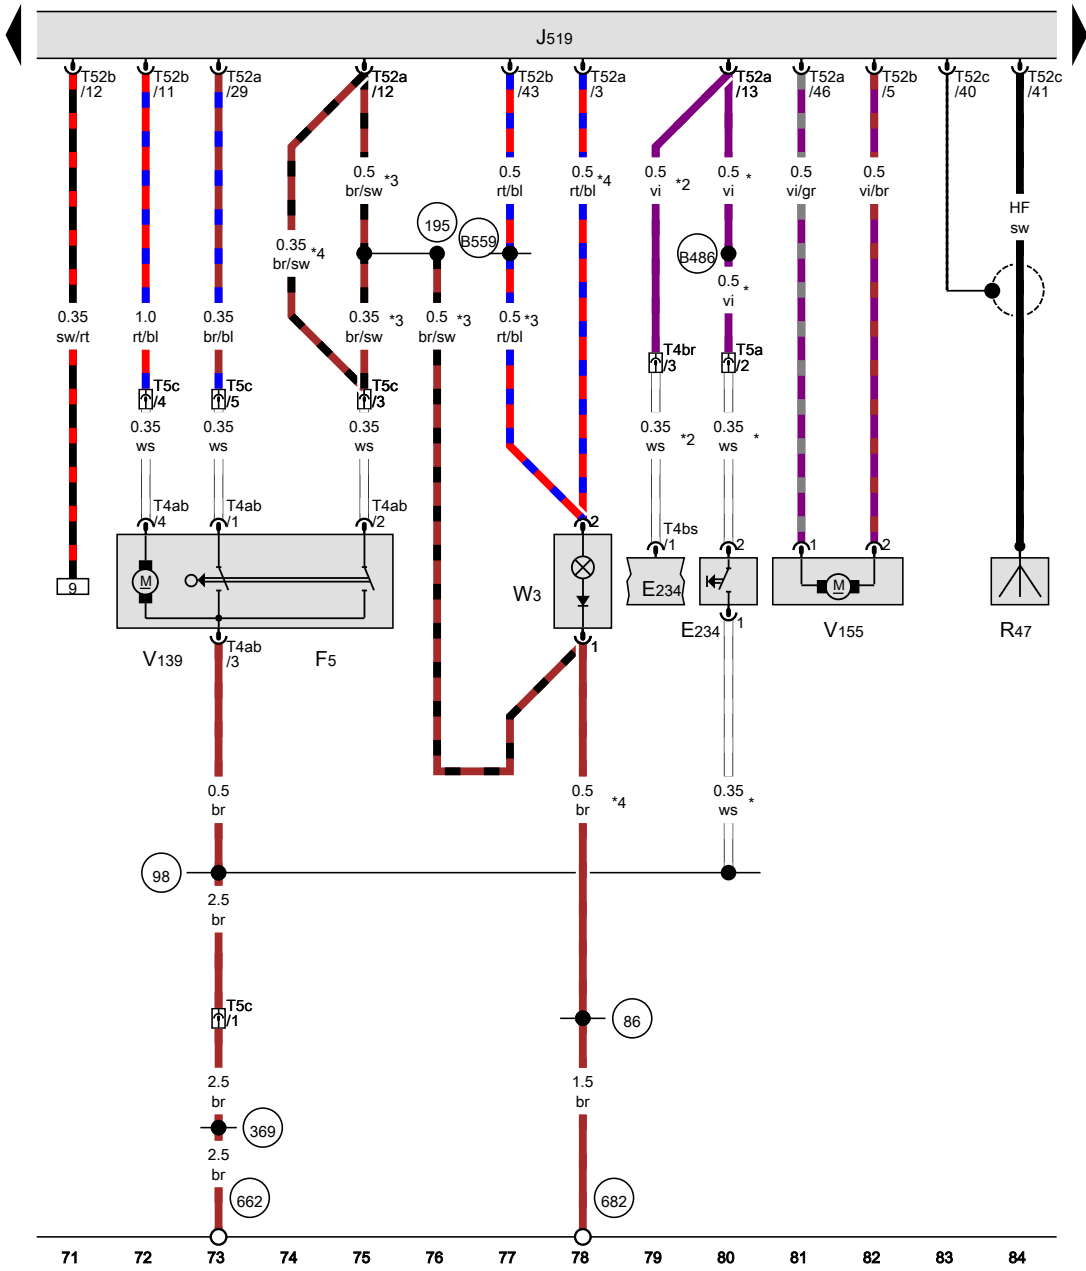 J519
T52b
/12
T52b
/11
T52a
/29
T52a
/12
T52b
/43
T52a
/3
T52a
/13
T52a
/46
T52b
/5
T52c
/40
T52c
/41
0.5
br/sw
*3
0.5
rt/bl
0.5
rt/bl
*4
0.5
vi
*2
0.5
vi
*
0.5
vi/gr
0.5
vi/br
HF
sw
195
B559
B486
0.35
br/sw
*4
0.5
vi
*
0.35
sw/rt
1.0
rt/bl
0.35
br/bl
0.35
br/sw
*3
0.5
br/sw
*3
0.5
rt/bl
*3
T4br
/3
T5a
/2
T5c
/4
T5c
/5
T5c
/3
0.35
ws
0.35
ws
0.35
ws
0.35
ws
*2
0.35
ws
*
T4ab
/4
T4ab
/1
T4ab
/2
2
T4bs
/1
2
1
2
9
M
W3
E234
M
V139
T4ab
/3
F5
1
E234
1
V155
R47
0.5
br
0.5
br
*4
0.35
ws
*
98
2.5
br
T5c
/1
86
2.5
br
1.5
br
369
2.5
br
662
682
71 72 73 74 75 76 77 78 79 80 81 82 83 84